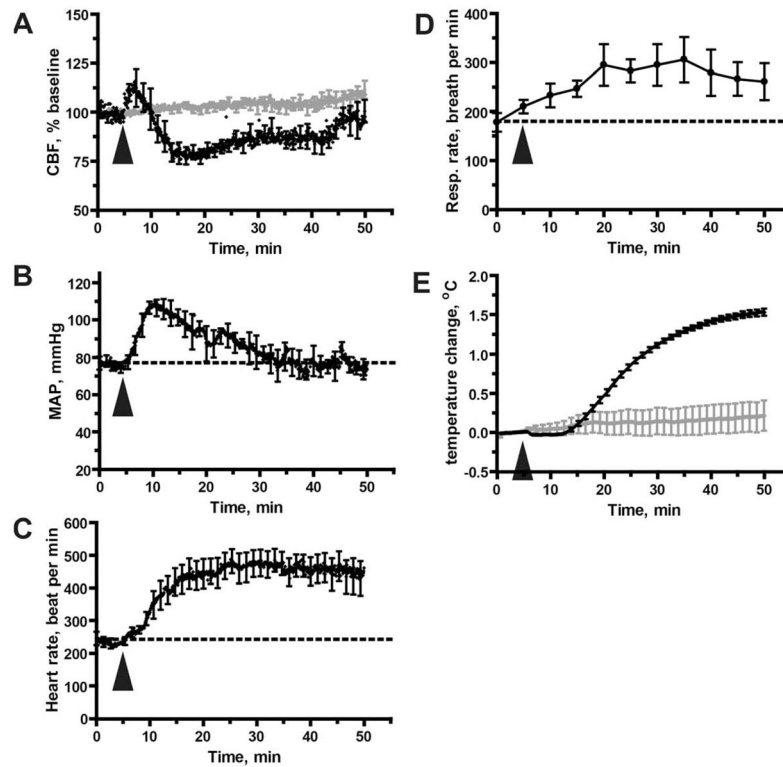 A
CBF, % baseline
150
125
100
75
50
0 10 20 30 40 50
Time, min
B
MAP, mmHg
120
100
80
60
40
20
0 10 20 30 40 50
Time, min
C
Heart rate, beat per min
600
500
400
300
200
100
0
0 10 20 30 40 50
Time, min
D
Resp. rate, breath per min
400
300
200
100
0
0 10 20 30 40 50
Time, min
E
temperature change, °C
2.0
1.5
1.0
0.5
0.0
-0.5
0 10 20 30 40 50
Time, min